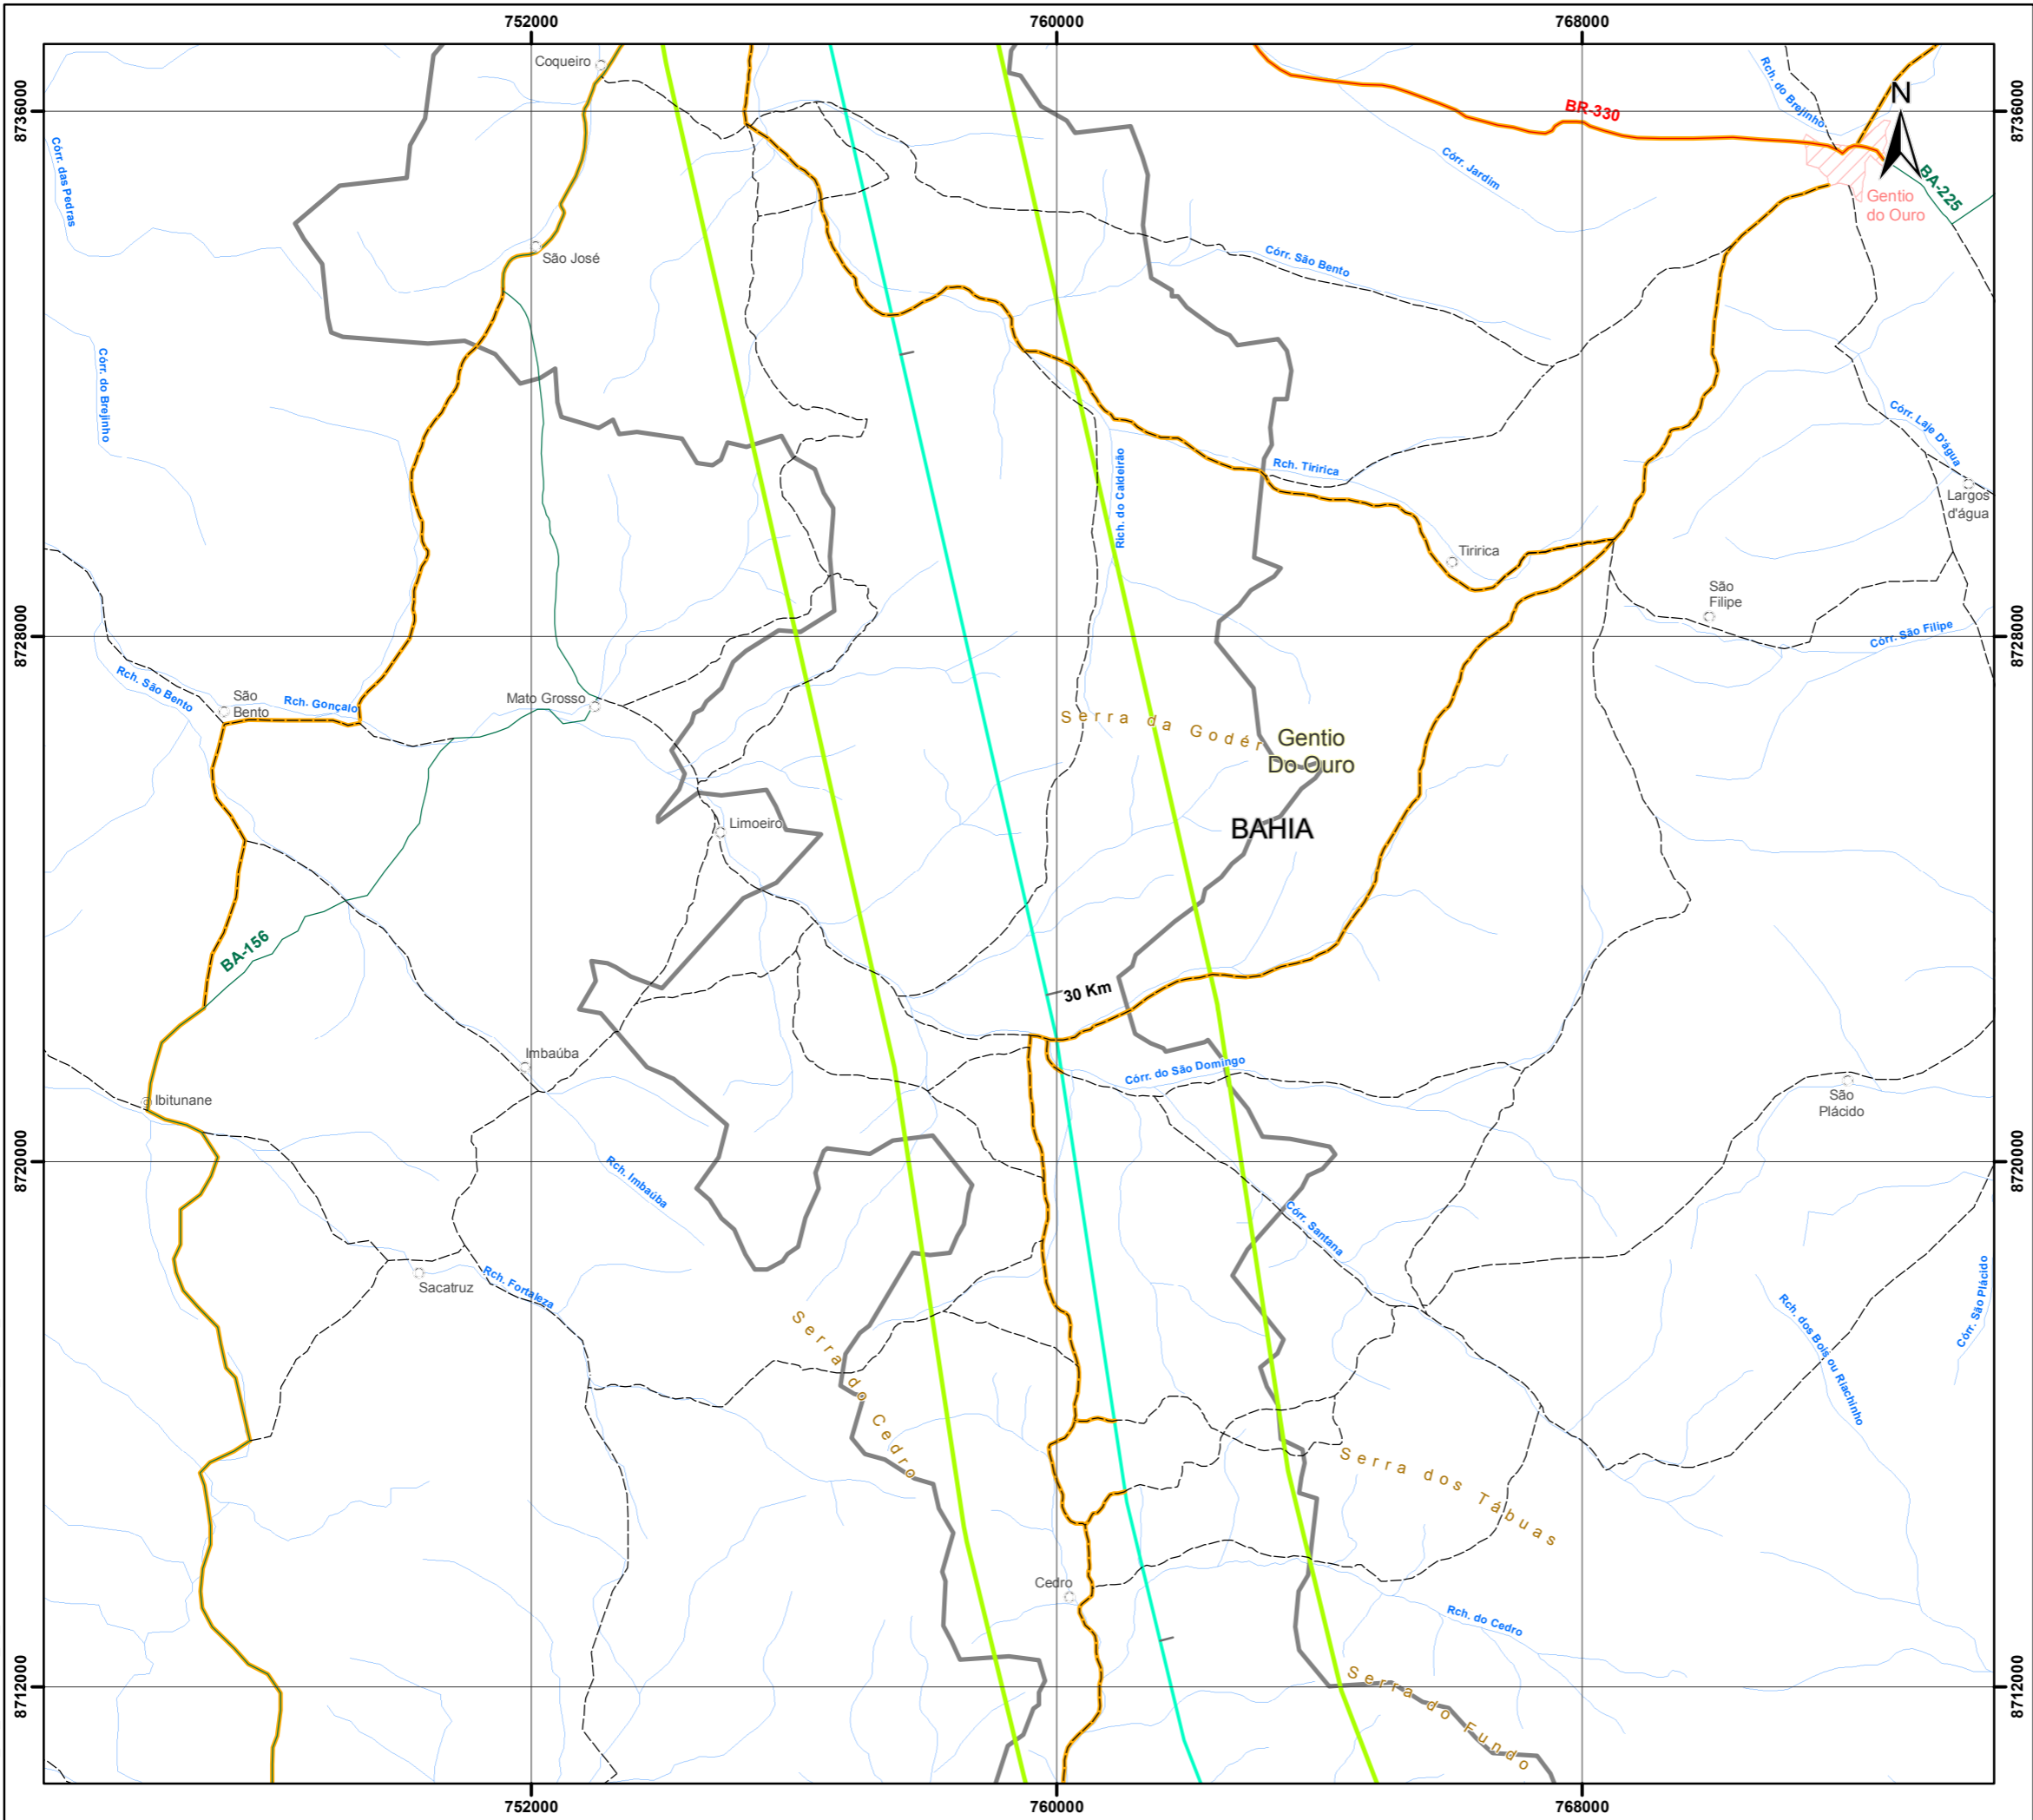 752000
760000
768000
Coqueiro
8736000
8736000
BR-330
Rch. do Brejinho
N
BA-225
Gentio
do Ouro
Córr. das Pedras
Córr. Jardim
São José
Córr. São Bento
Córr. do Brejinho
Córr. Laje D'água
Rich. do Caldeirão
Rch. Tiririca
Largos
d'água
Tiririca
São
Filipe
8728000
8728000
Córr. São Filipe
Rch. São Bento
São
Bento
Rch. Gonçalo
Mato Grosso
Serra da Godér
Gentio
Do Ouro
Limoeiro
BAHIA
BA-156
30 Km
Imbaúba
Córr. do São Domingo
Ibitunane
São
Plácido
8720000
8720000
Rch. Imbaúba
Córr. Santana
Sacatruz
Rch. Fortaleza
Córr. São Plácido
Rch. dos Bois ou Riachinho
Serra do Cedro
Serra dos Tábuas
Cedro
Rch. do Cedro
Serra do Fundo
8712000
8712000
752000
760000
768000